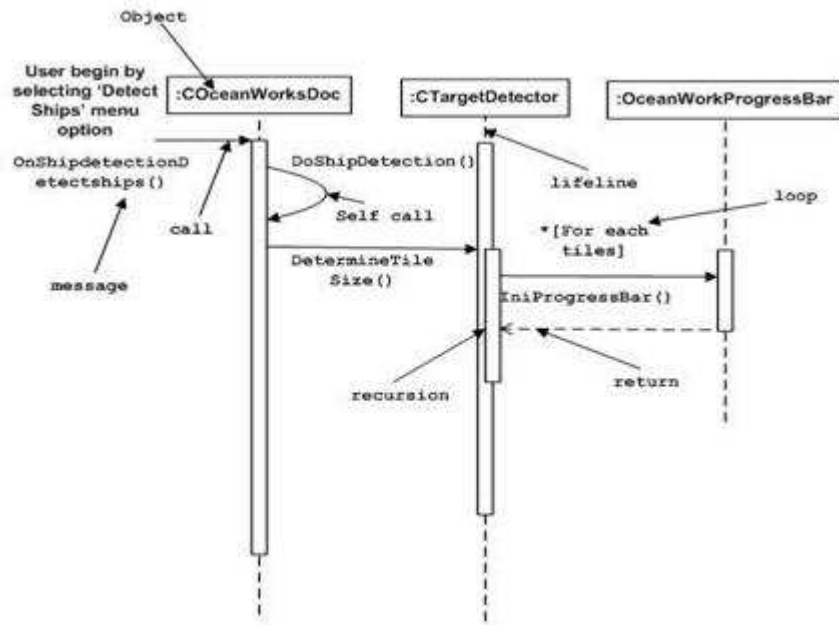 Object
User begin by
selecting 'Detect
Ships' menu
option
:COceanWorksDoc
:CTargetDetector
:OceanWorkProgressBar
OnShipdetectionD
etectships()
DoShipDetection()
lifeline
loop
call
Self call
*[For each
tiles]
message
DetermineTile
Size()
IniProgressBar()
recursion
return